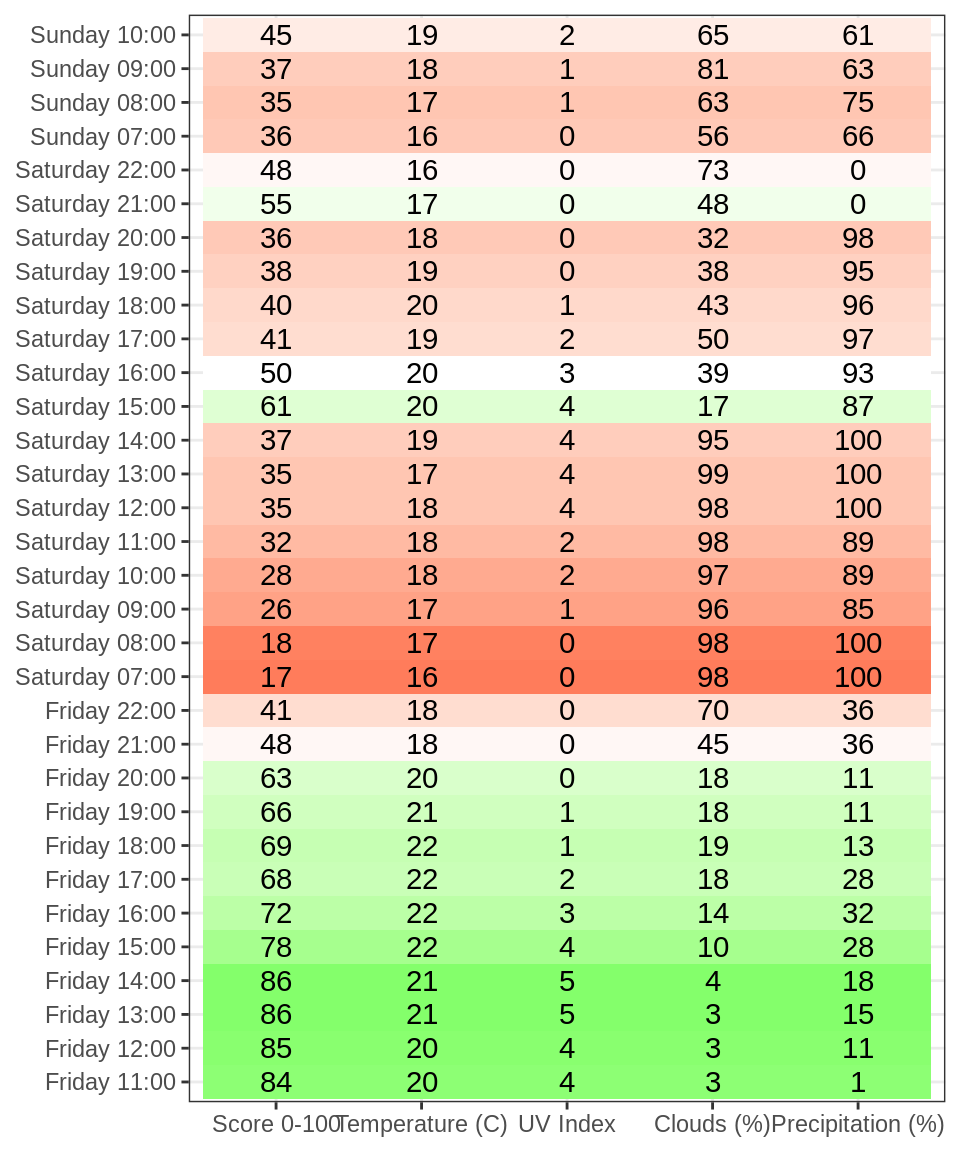 Sunday 10:00 45 19 2 65 61
Sunday 09:00 37 18 1 81 63
Sunday 08:00 35 17 1 63 75
Sunday 07:00 36 16 0 56 66
Saturday 22:00 48 16 0 73 0
Saturday 21:00 55 17 0 48 0
Saturday 20:00 36 18 0 32 98
Saturday 19:00 38 19 0 38 95
Saturday 18:00 40 20 1 43 96
Saturday 17:00 41 19 2 50 97
Saturday 16:00 50 20 3 39 93
Saturday 15:00 61 20 4 17 87
Saturday 14:00 37 19 4 95 100
Saturday 13:00 35 17 4 99 100
Saturday 12:00 35 18 4 98 100
Saturday 11:00 32 18 2 98 89
Saturday 10:00 28 18 2 97 89
Saturday 09:00 26 17 1 96 85
Saturday 08:00 18 17 0 98 100
Saturday 07:00 17 16 0 98 100
Friday 22:00 41 18 0 70 36
Friday 21:00 48 18 0 45 36
Friday 20:00 63 20 0 18 11
Friday 19:00 66 21 1 18 11
Friday 18:00 69 22 1 19 13
Friday 17:00 68 22 2 18 28
Friday 16:00 72 22 3 14 32
Friday 15:00 78 22 4 10 28
Friday 14:00 86 21 5 4 18
Friday 13:00 86 21 5 3 15
Friday 12:00 85 20 4 3 11
Friday 11:00 84 20 4 3 1
Score 0-100 Temperature (C) UV Index Clouds (%) Precipitation (%)